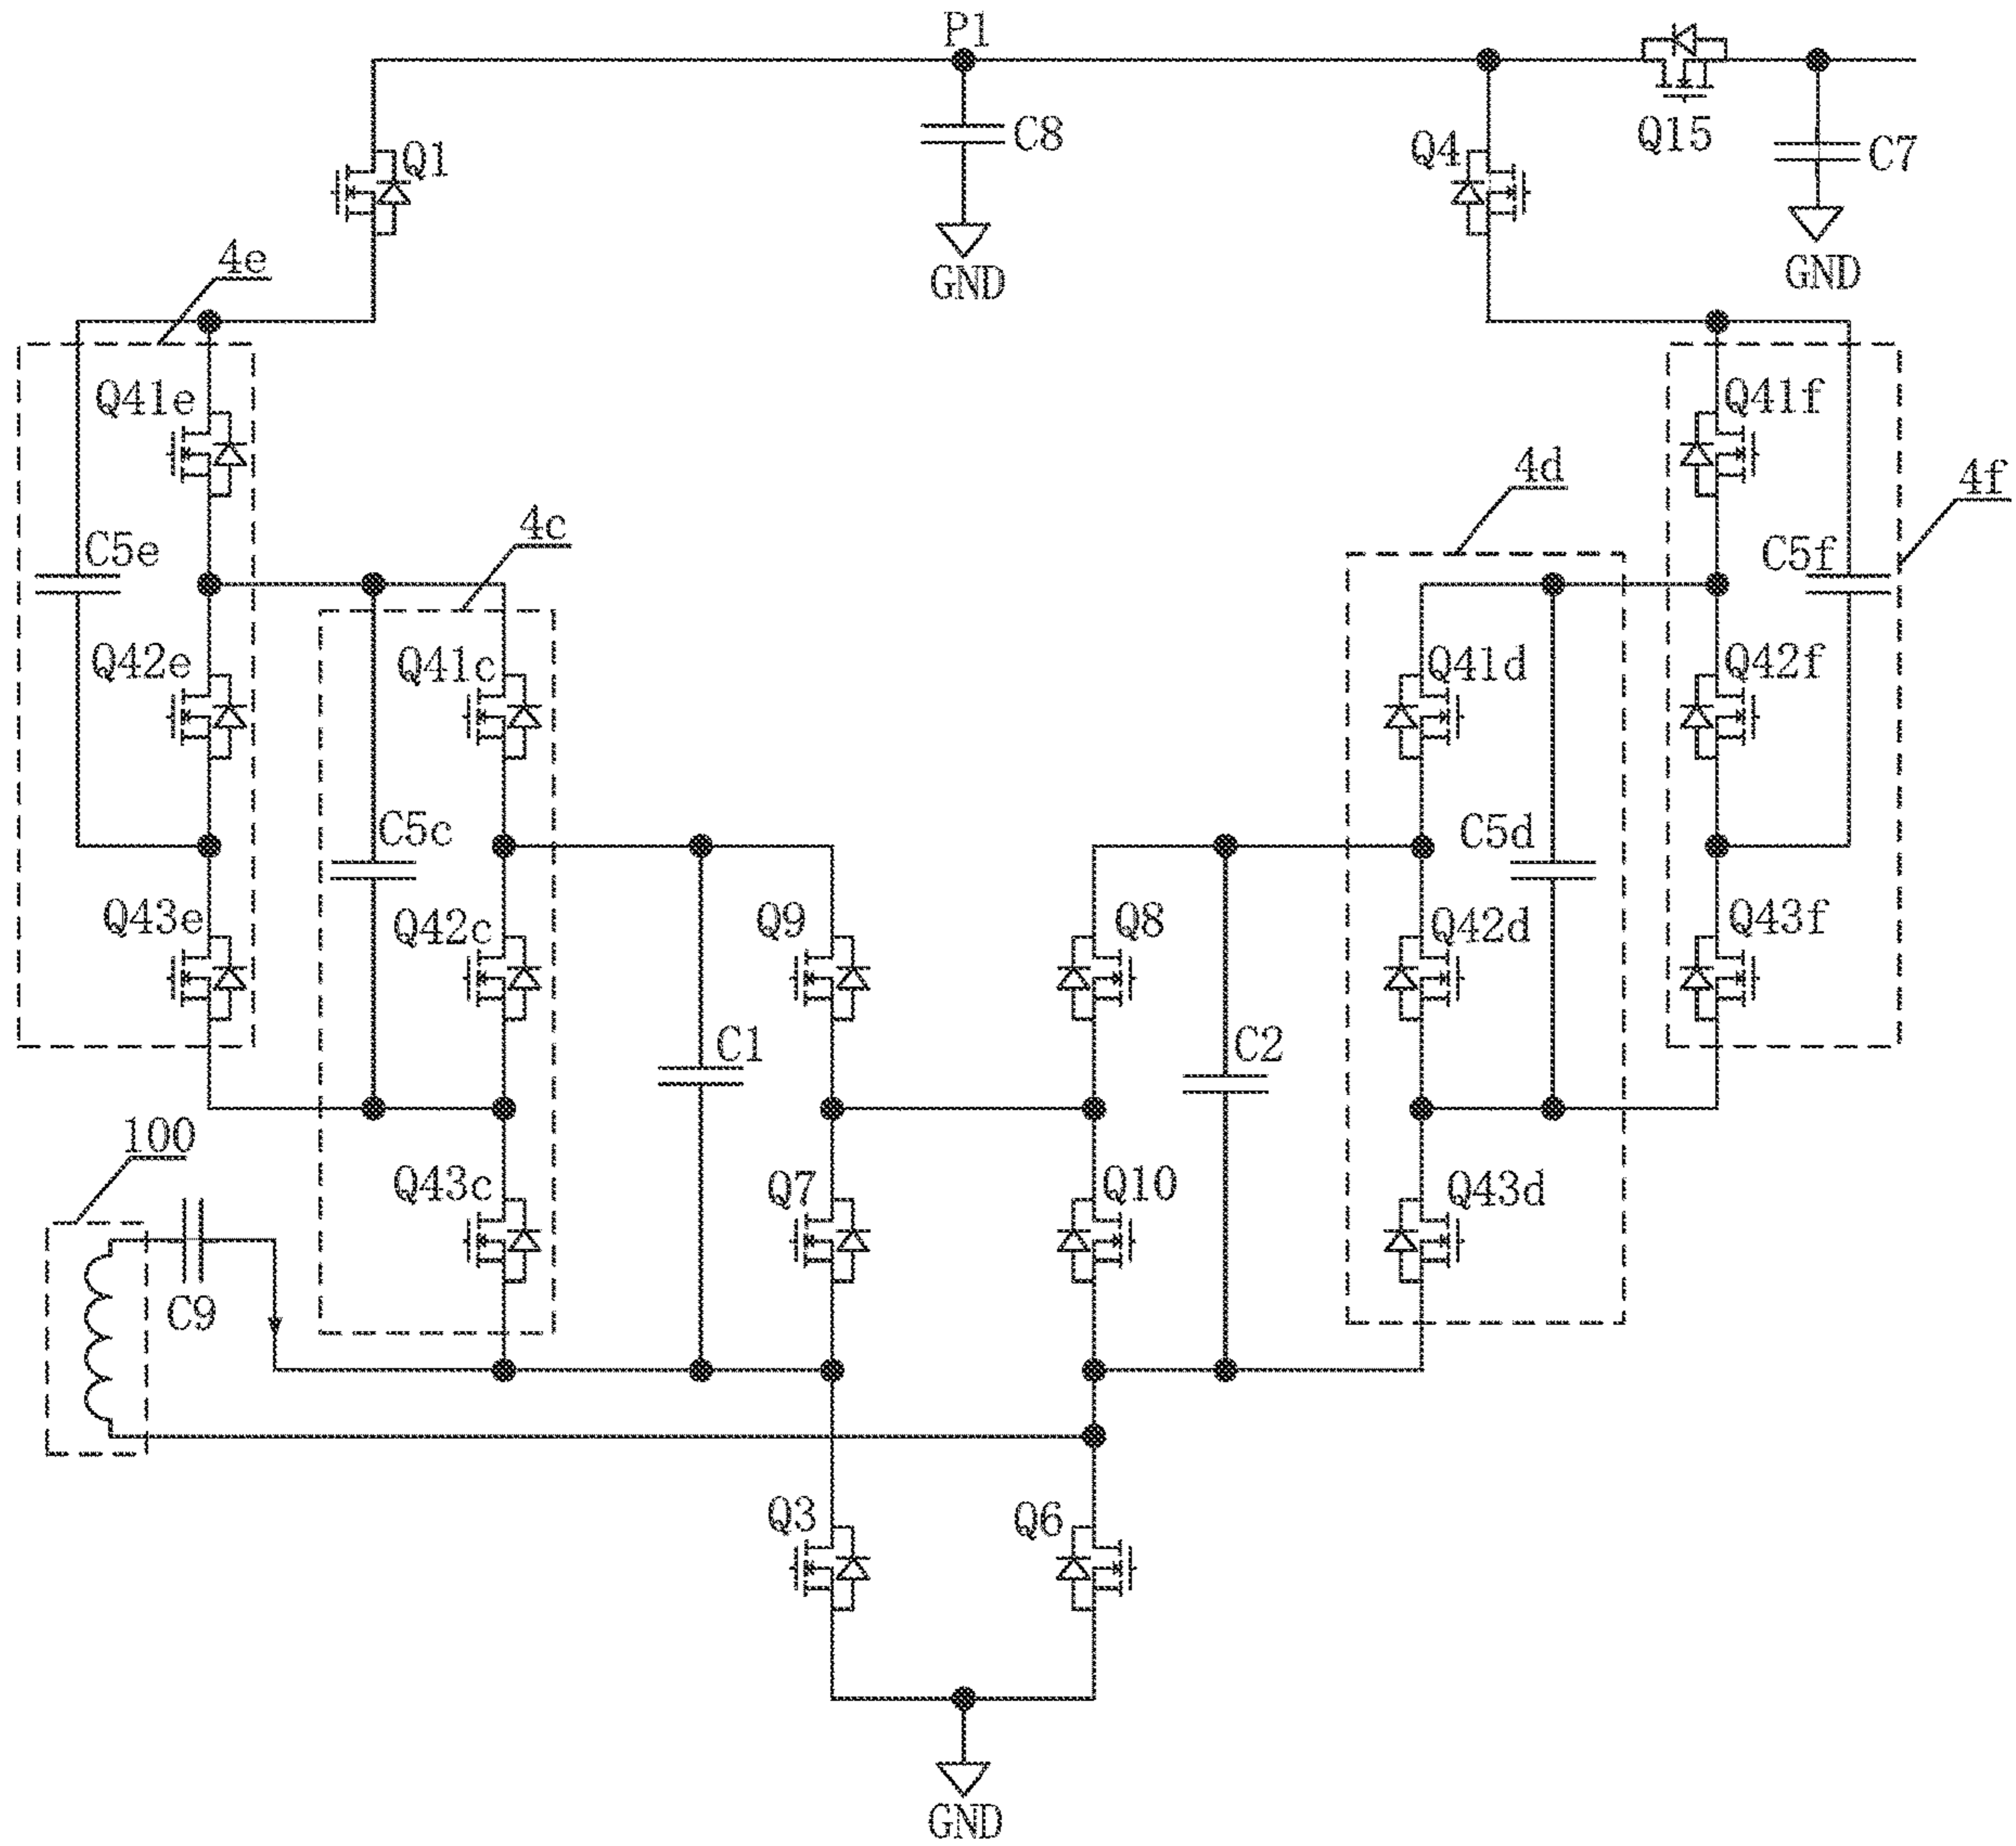 P1
C8
GND
Q1
Q4
Q15
C7
GND
4e
Q41e
C5e
Q42e
Q43e
4c
Q41c
C5c
Q42c
Q43c
4d
Q41d
C5d
Q42d
Q43d
4f
Q41f
C5f
Q42f
Q43f
Q9
Q8
C1
C2
Q7
Q10
100
C9
Q3
Q6
GND